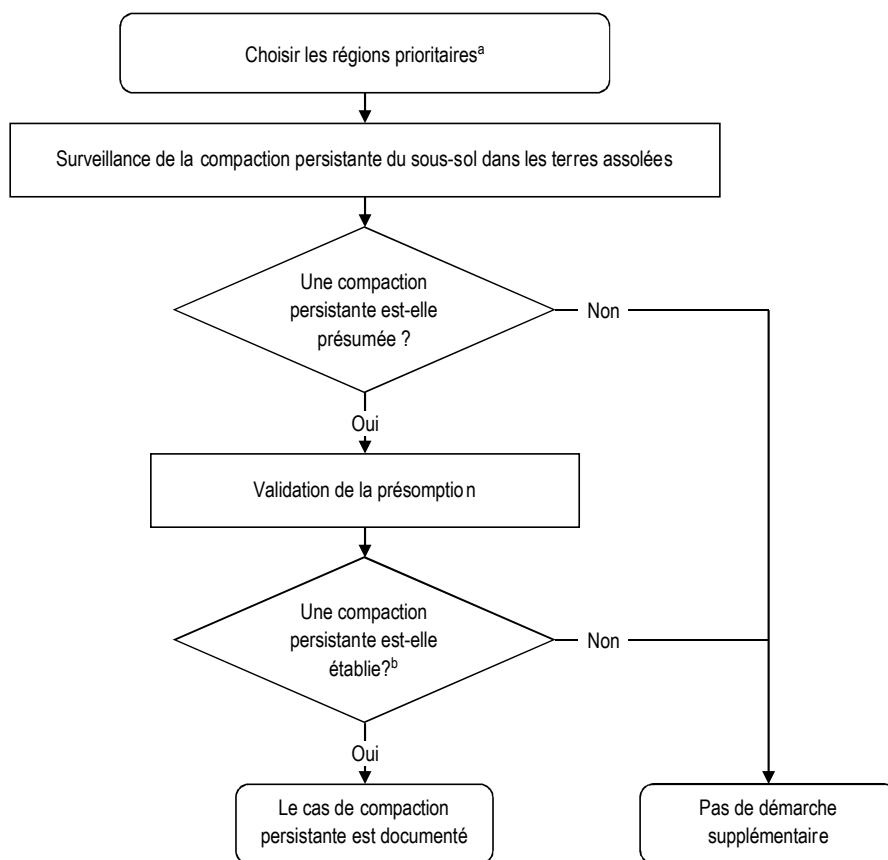 Choisir les régions prioritairesᵃ
Surveillance de la compaction persistante du sous-sol dans les terres assolées
Une compaction
persistante est-elle
présumée ?
Non
Oui
Validation de la présomption
Une compaction
persistante est-elle
établie?ᵇ
Non
Oui
Le cas de compaction
persistante est documenté
Pas de démarche
supplémentaire